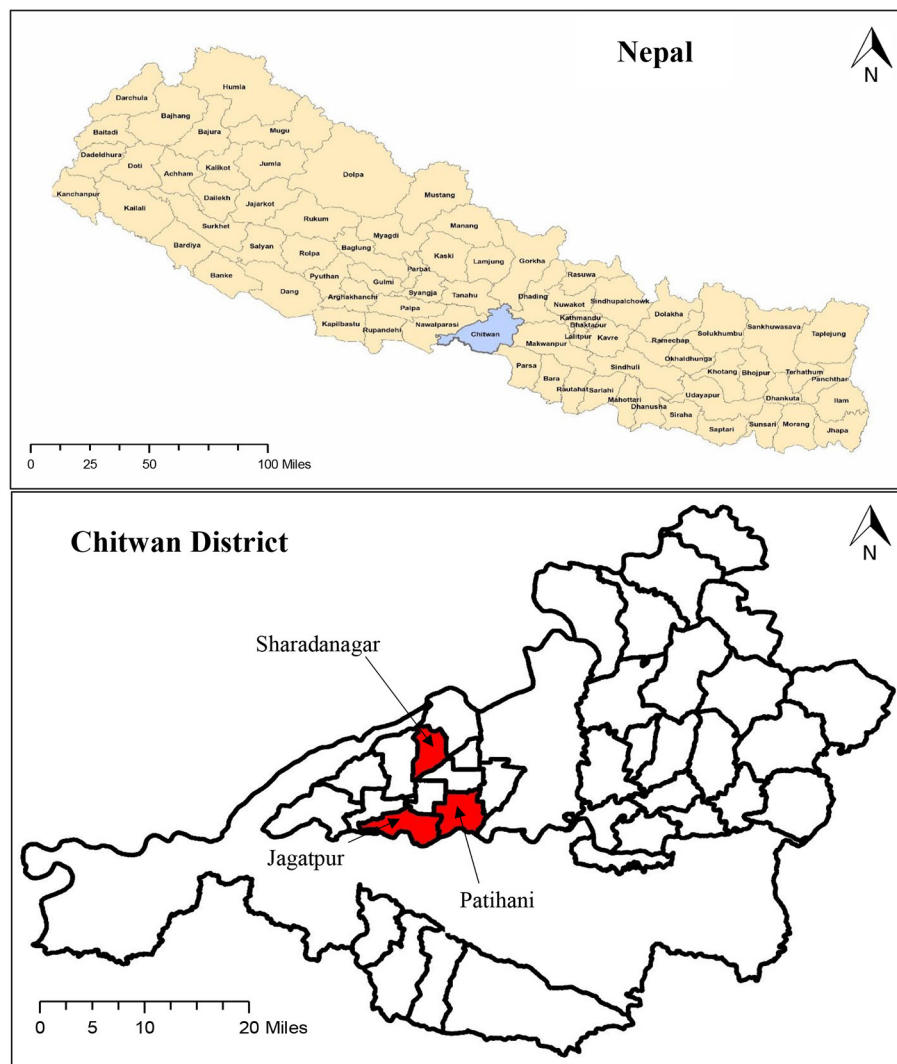 Nepal
N
Humla
Darchula
Bajhang
Baitadi
Bajura
Mugu
Dadeldhura
Doti
Kalikot
Jumla
Achham
Dolpa
Kanchanpur
Dailekh
Mustang
Kailali
Jajarkot
Rukum
Surkhet
Manang
Myagdi
Bardiya
Salyan
Rolpa
Baglung
Kaski
Lamjung
Gorkha
Banke
Pyuthan
Parbat
Rasuwa
Dang
Gulmi
Syangja
Tanahu
Dhading
Nuwakot
Sindhupalchowk
Arghakhanchi
Palpa
Dolakha
Sankhuwasava
Taplejung
Kapilbastu
Rupandehi
Nawalparasi
Chitwan
Kathmandu
Bhaktapur
Lalitpur
Kavre
Ramechap
Solukhumbu
Makwanpur
Okhaldhunga
Parsa
Sindhuli
Khotang
Bhojpur
Terhathum
Panchthar
Bara
Rautahat
Sarlahi
Mahottari
Udayapur
Dhankuta
Ilam
Dhanusha
Siraha
Saptari
Sunsari
Morang
Jhapa
0 25 50 100 Miles
Chitwan District
N
Sharadanagar
Jagatpur
Patihani
0 5 10 20 Miles